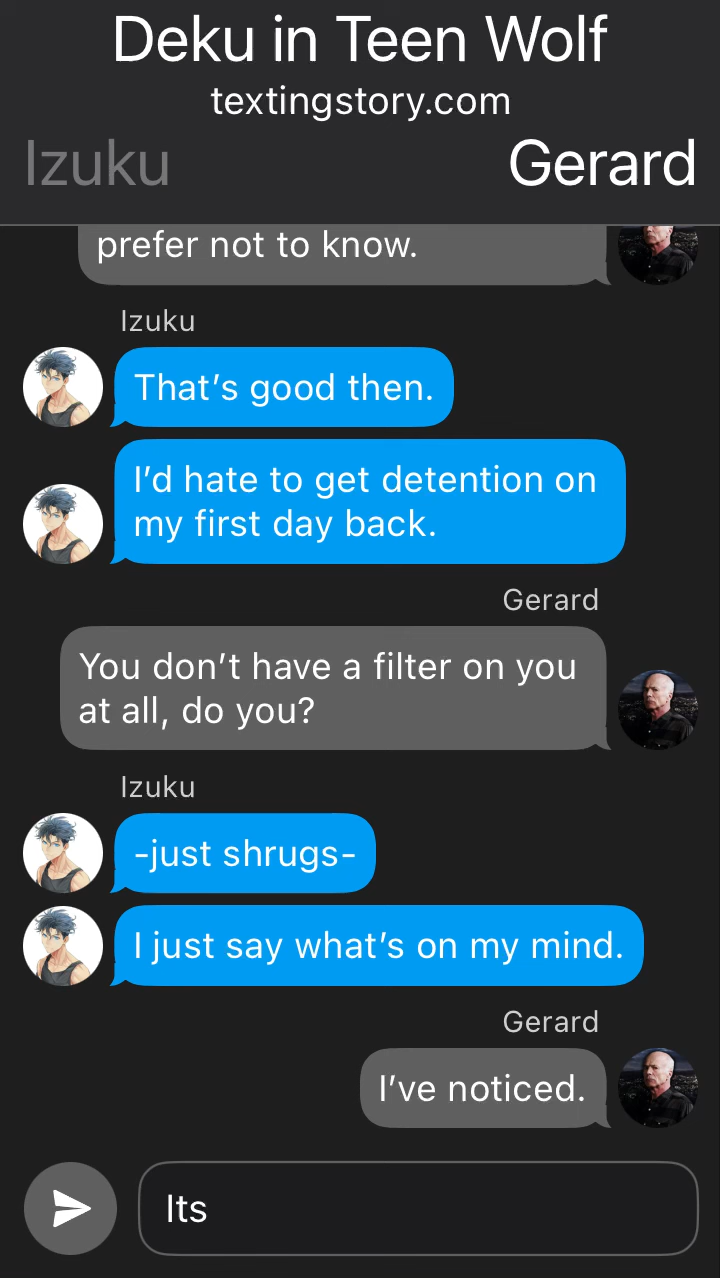 Deku in Teen Wolf
textingstory.com
Izuku
Gerard
prefer not to know.
Izuku
That’s good then.
I’d hate to get detention on
my first day back.
Gerard
You don’t have a filter on you
at all, do you?
Izuku
-just shrugs-
I just say what’s on my mind.
Gerard
I’ve noticed.
Its